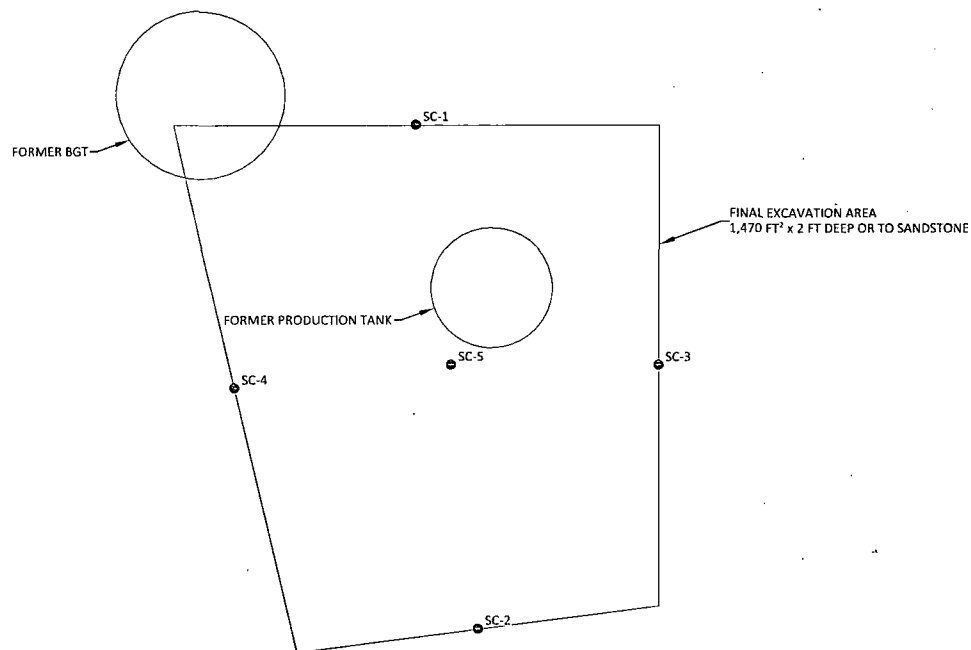 SC-1
FORMER BGT
FINAL EXCAVATION AREA
1,470 FT² x 2 FT DEEP OR TO SANDSTONE
FORMER PRODUCTION TANK
SC-5
SC-3
SC-4
SC-2